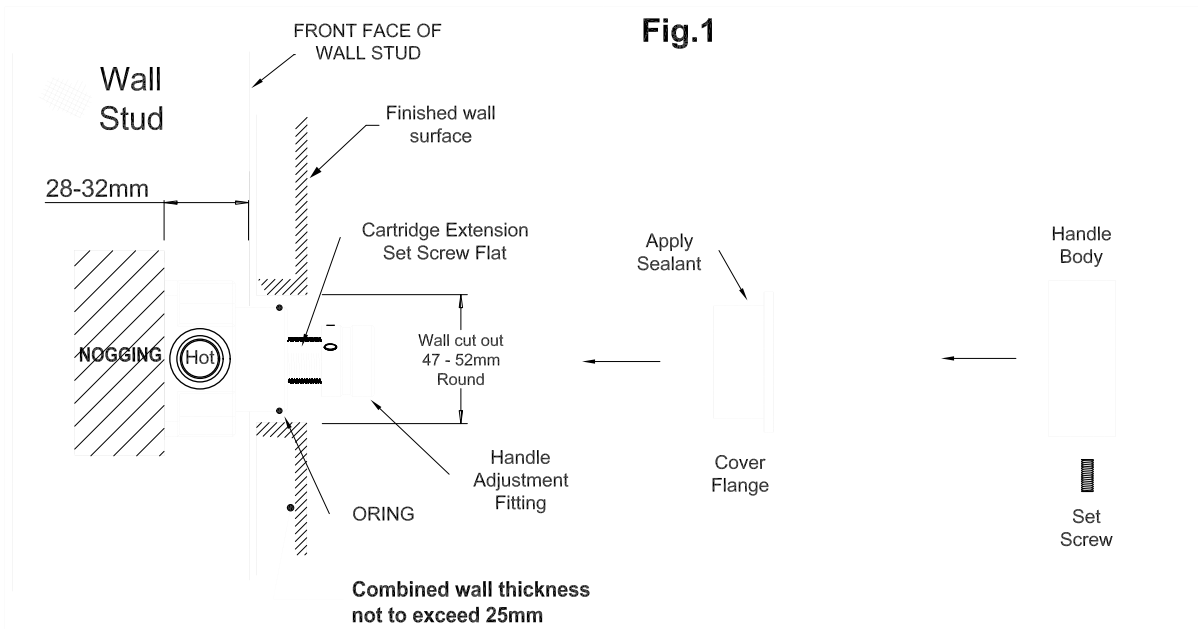 Fig.1
FRONT FACE OF
WALL STUD
Wall
Stud
Finished wall
surface
28-32mm
Cartridge Extension
Set Screw Flat
Apply
Sealant
Handle
Body
NOGGING
Hot
Wall cut out
47 - 52mm
Round
Handle
Adjustment
Fitting
Cover
Flange
ORING
Set
Screw
Combined wall thickness
not to exceed 25mm